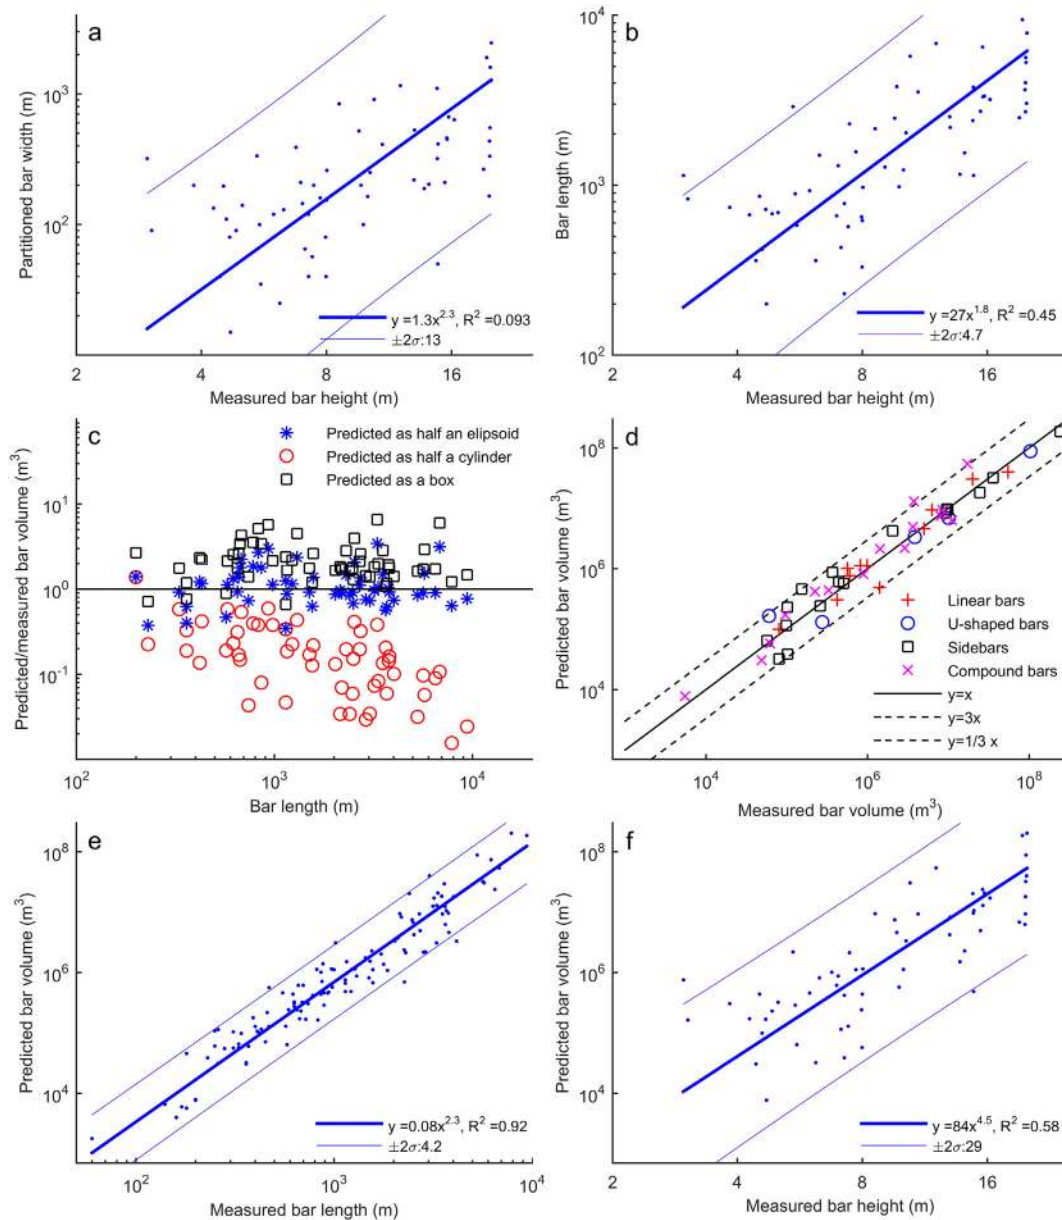 a
10^3
10^2
Partitioned bar width (m)
y =1.3x^2.3, R^2 =0.093
±2σ:13
2 4 8 16
Measured bar height (m)
b
10^4
10^3
10^2
Bar length (m)
y =27x^1.8, R^2 =0.45
±2σ:4.7
2 4 8 16
Measured bar height (m)
c
Predicted as half an elipsoid
Predicted as half a cylinder
Predicted as a box
10^1
10^0
10^-1
Predicted/measured bar volume (m^3)
10^2 10^3 10^4
Bar length (m)
d
10^8
10^6
10^4
Predicted bar volume (m^3)
Linear bars
U-shaped bars
Sidebars
Compound bars
y=x
y=3x
y=1/3 x
10^4 10^6 10^8
Measured bar volume (m^3)
e
10^8
10^6
10^4
Predicted bar volume (m^3)
y =0.08x^2.3, R^2 =0.92
±2σ:4.2
10^2 10^3 10^4
Measured bar length (m)
f
10^8
10^6
10^4
Predicted bar volume (m^3)
y =84x^4.5, R^2 =0.58
±2σ:29
2 4 8 16
Measured bar height (m)